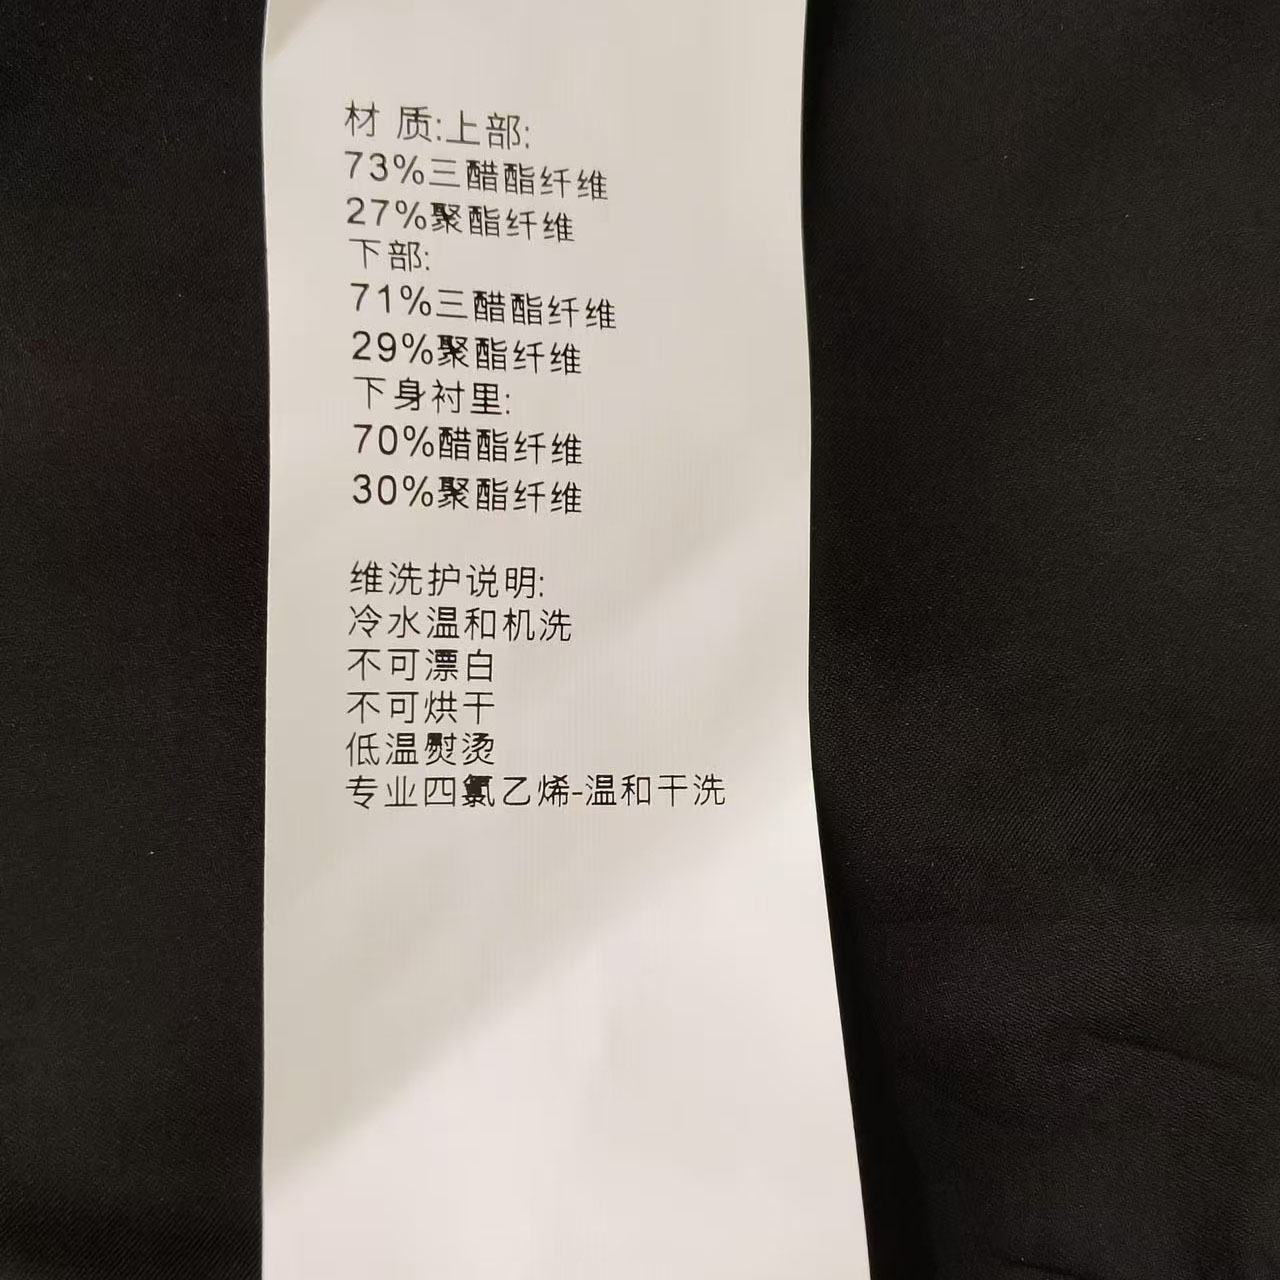 材 质:上部:
73%三醋酯纤维
27%聚酯纤维
下部:
71%三醋酯纤维
29%聚酯纤维
下身衬里:
70%醋酯纤维
30%聚酯纤维
维洗护说明:
冷水温和机洗
不可漂白
不可烘干
低温熨烫
专业四氯乙烯-温和干洗